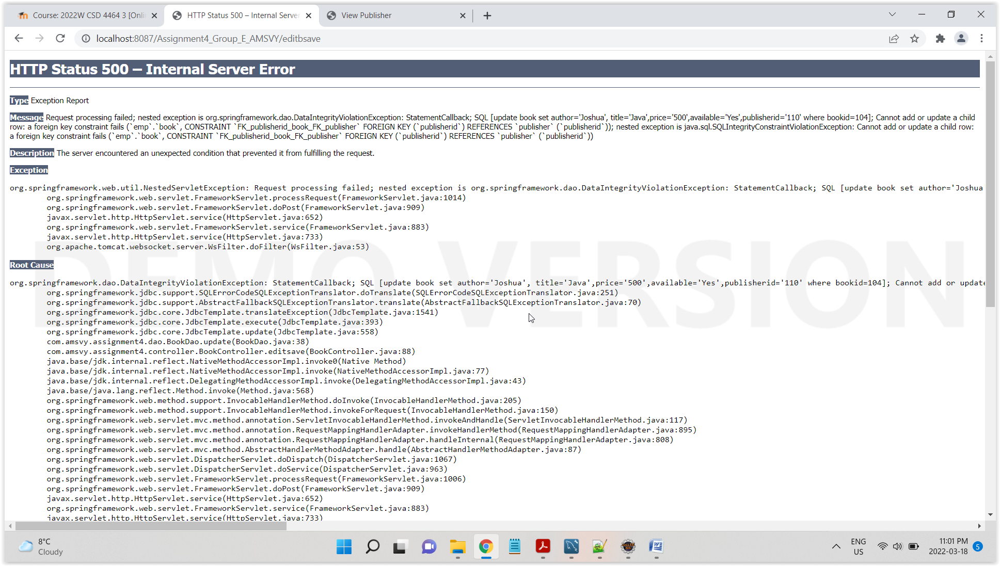 Course: 2022W CSD 4464 3 [Onli
HTTP Status 500 – Internal Server
View Publisher
localhost:8087/Assignment4_Group_E_AMSVY/editbsave
HTTP Status 500 – Internal Server Error
Type Exception Report
Message Request processing failed; nested exception is org.springframework.dao.DataIntegrityViolationException: StatementCallback; SQL [update book set author='Joshua', title='Java',price='500',available='Yes',publisherid='110' where bookid=104]; Cannot add or update a child
row: a foreign key constraint fails (`emp`.`book`, CONSTRAINT `FK_publisherid_book_FK_publisher` FOREIGN KEY (`publisherid`) REFERENCES `publisher` (`publisherid`)); nested exception is java.sql.SQLIntegrityConstraintViolationException: Cannot add or update a child row:
a foreign key constraint fails (`emp`.`book`, CONSTRAINT `FK_publisherid_book_FK_publisher` FOREIGN KEY (`publisherid`) REFERENCES `publisher` (`publisherid`))
Description The server encountered an unexpected condition that prevented it from fulfilling the request.
Exception
org.springframework.web.util.NestedServletException: Request processing failed; nested exception is org.springframework.dao.DataIntegrityViolationException: StatementCallback; SQL [update book set author='Joshua
org.springframework.web.servlet.FrameworkServlet.processRequest(FrameworkServlet.java:1014)
org.springframework.web.servlet.FrameworkServlet.doPost(FrameworkServlet.java:909)
javax.servlet.http.HttpServlet.service(HttpServlet.java:652)
org.springframework.web.servlet.FrameworkServlet.service(FrameworkServlet.java:883)
javax.servlet.http.HttpServlet.service(HttpServlet.java:733)
org.apache.tomcat.websocket.server.WsFilter.doFilter(WsFilter.java:53)
DEMO VERSION
Root Cause
org.springframework.dao.DataIntegrityViolationException: StatementCallback; SQL [update book set author='Joshua', title='Java',price='500',available='Yes',publisherid='110' where bookid=104]; Cannot add or update
org.springframework.jdbc.support.SQLErrorCodeSQLExceptionTranslator.doTranslate(SQLErrorCodeSQLExceptionTranslator.java:251)
org.springframework.jdbc.support.AbstractFallbackSQLExceptionTranslator.translate(AbstractFallbackSQLExceptionTranslator.java:70)
org.springframework.jdbc.core.JdbcTemplate.translateException(JdbcTemplate.java:1541)
org.springframework.jdbc.core.JdbcTemplate.execute(JdbcTemplate.java:393)
org.springframework.jdbc.core.JdbcTemplate.update(JdbcTemplate.java:558)
com.amsvy.assignment4.dao.BookDao.update(BookDao.java:38)
com.amsvy.assignment4.controller.BookController.editsave(BookController.java:88)
java.base/jdk.internal.reflect.NativeMethodAccessorImpl.invoke0(Native Method)
java.base/jdk.internal.reflect.NativeMethodAccessorImpl.invoke(NativeMethodAccessorImpl.java:77)
java.base/jdk.internal.reflect.DelegatingMethodAccessorImpl.invoke(DelegatingMethodAccessorImpl.java:43)
java.base/java.lang.reflect.Method.invoke(Method.java:568)
org.springframework.web.method.support.InvocableHandlerMethod.doInvoke(InvocableHandlerMethod.java:205)
org.springframework.web.method.support.InvocableHandlerMethod.invokeForRequest(InvocableHandlerMethod.java:150)
org.springframework.web.servlet.mvc.method.annotation.ServletInvocableHandlerMethod.invokeAndHandle(ServletInvocableHandlerMethod.java:117)
org.springframework.web.servlet.mvc.method.annotation.RequestMappingHandlerAdapter.invokeHandlerMethod(RequestMappingHandlerAdapter.java:895)
org.springframework.web.servlet.mvc.method.annotation.RequestMappingHandlerAdapter.handleInternal(RequestMappingHandlerAdapter.java:808)
org.springframework.web.servlet.mvc.method.AbstractHandlerMethodAdapter.handle(AbstractHandlerMethodAdapter.java:87)
org.springframework.web.servlet.DispatcherServlet.doDispatch(DispatcherServlet.java:1067)
org.springframework.web.servlet.DispatcherServlet.doService(DispatcherServlet.java:963)
org.springframework.web.servlet.FrameworkServlet.processRequest(FrameworkServlet.java:1006)
org.springframework.web.servlet.FrameworkServlet.doPost(FrameworkServlet.java:909)
javax.servlet.http.HttpServlet.service(HttpServlet.java:652)
org.springframework.web.servlet.FrameworkServlet.service(FrameworkServlet.java:883)
javax.servlet.http.HttpServlet.service(HttpServlet.java:733)
8°C
Cloudy
ENG
US
11:01 PM
2022-03-18
5